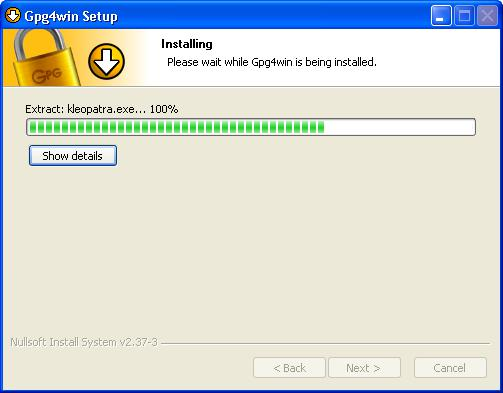 Gpg4win Setup
Installing
Please wait while Gpg4win is being installed.
GPG
Extract: kleopatra.exe... 100%
Show details
Nullsoft Install System v2.37-3
< Back
Next >
Cancel